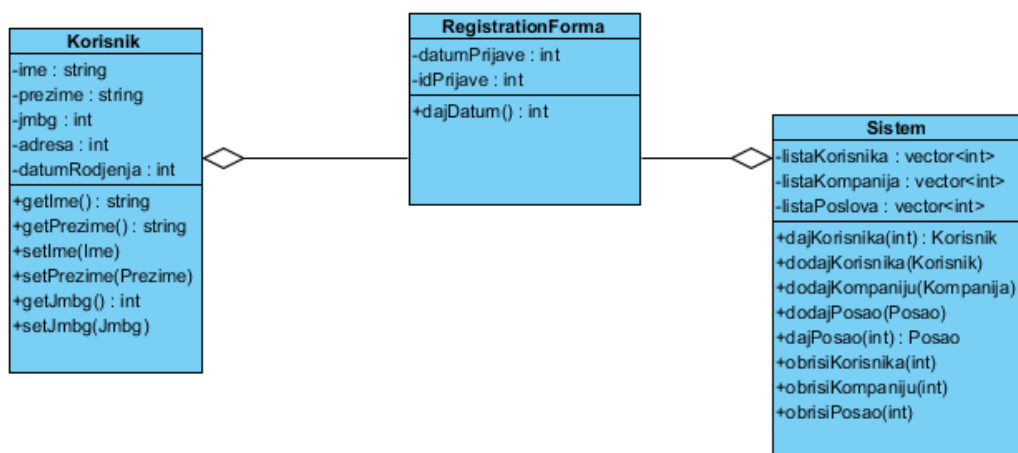 Korisnik
-ime : string
-prezime : string
-jmbg : int
-adresa : int
-datumRodjenja : int
+getIme() : string
+getPrezime() : string
+setIme(Ime)
+setPrezime(Prezime)
+getJmbg() : int
+setJmbg(Jmbg)
RegistrationForma
-datumPrijave : int
-idPrijave : int
+dajDatum() : int
Sistem
-listaKorisnika : vector<int>
-listaKompanija : vector<int>
-listaPoslova : vector<int>
+dajKorisnika(int) : Korisnik
+dodajKorisnika(Korisnik)
+dodajKompaniju(Kompanija)
+dodajPosao(Posao)
+dajPosao(int) : Posao
+obrisiKorisnika(int)
+obrisiKompaniju(int)
+obrisiPosao(int)